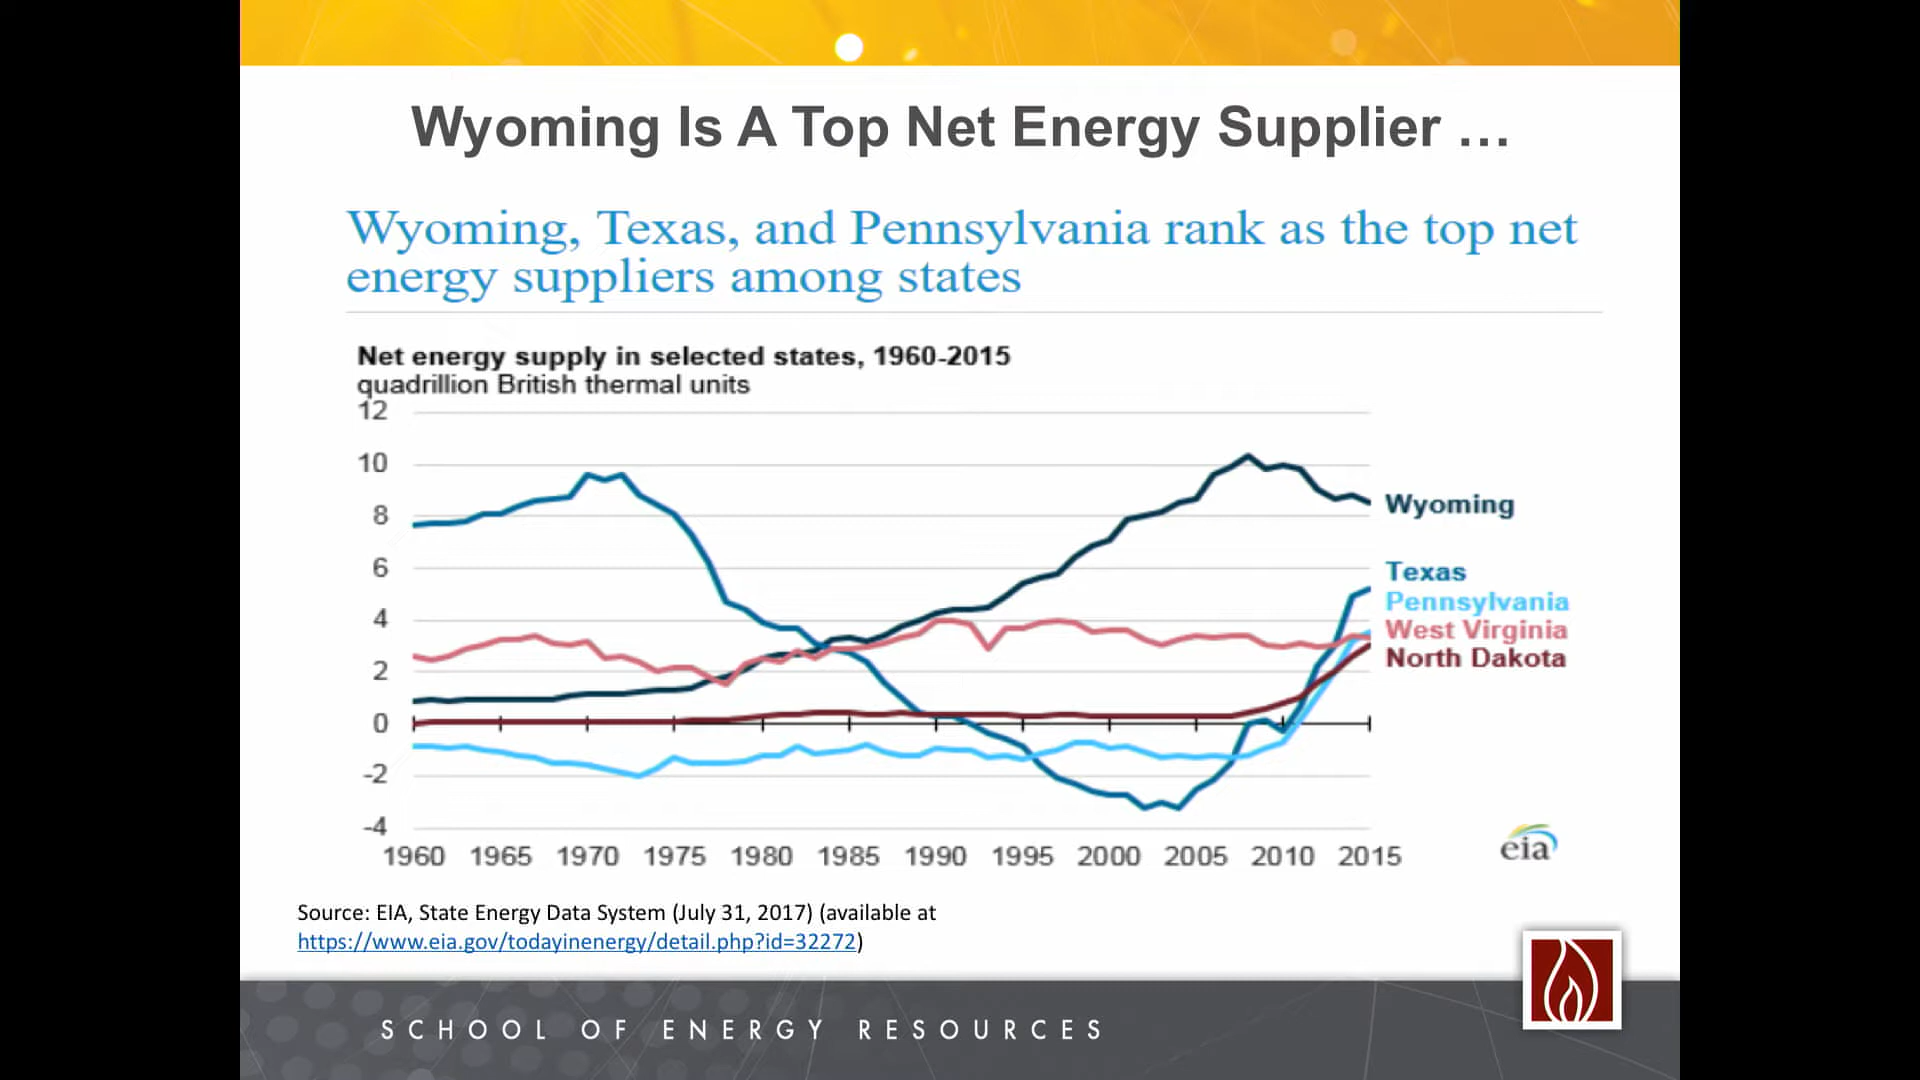 Wyoming Is A Top Net Energy Supplier …
Wyoming, Texas, and Pennsylvania rank as the top net
energy suppliers among states
Net energy supply in selected states, 1960-2015
quadrillion British thermal units
12
10
8
6
4
2
0
-2
-4
Wyoming
Texas
Pennsylvania
West Virginia
North Dakota
1960 1965 1970 1975 1980 1985 1990 1995 2000 2005 2010 2015
eia
Source: EIA, State Energy Data System (July 31, 2017) (available at
https://www.eia.gov/todayinenergy/detail.php?id=32272)
SCHOOL OF ENERGY RESOURCES